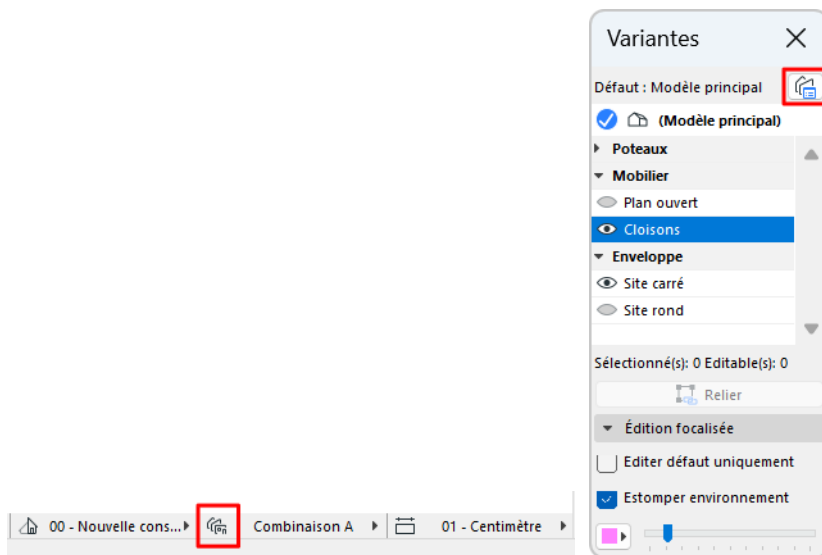 Variantes
Défaut : Modèle principal
(Modèle principal)
Poteaux
Mobilier
Plan ouvert
Cloisons
Enveloppe
Site carré
Site rond
Sélectionné(s): 0 Editable(s): 0
Relier
Édition focalisée
Editer défaut uniquement
Estomper environnement
00 - Nouvelle cons... Combinaison A 01 - Centimètre